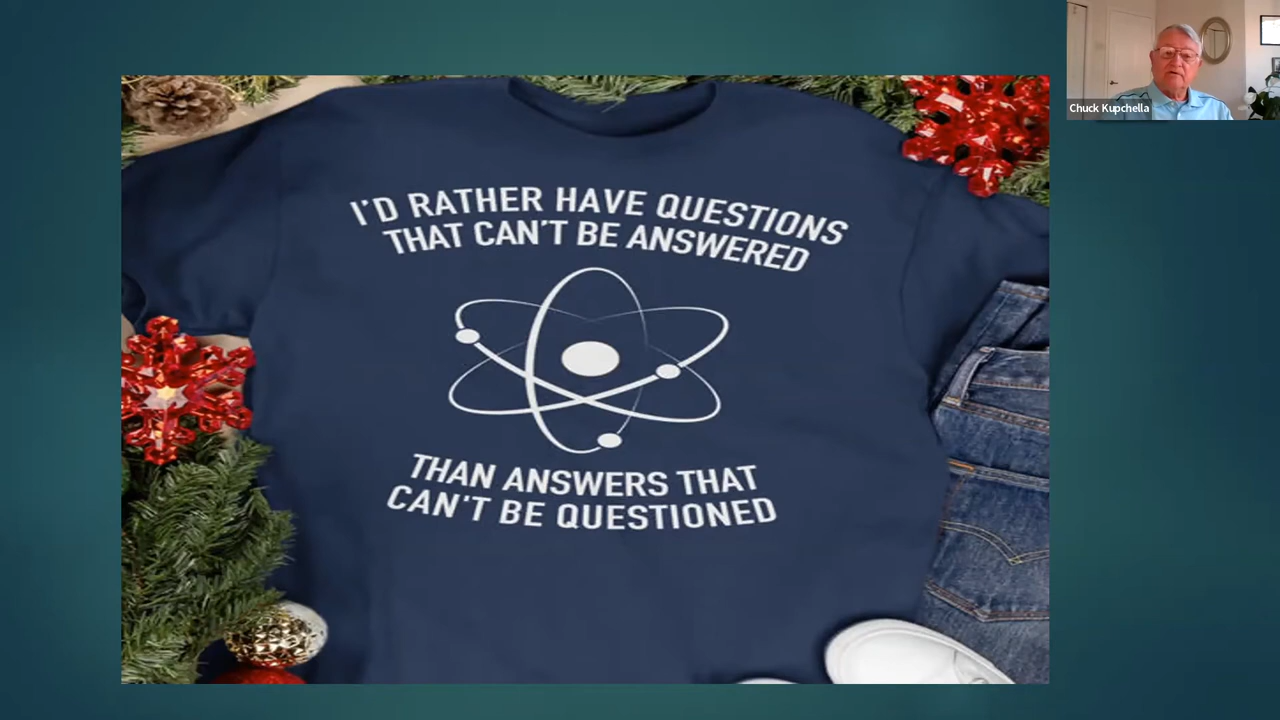 Chuck Kupchella
I'D RATHER HAVE QUESTIONS
THAT CAN'T BE ANSWERED
THAN ANSWERS THAT
CAN'T BE QUESTIONED